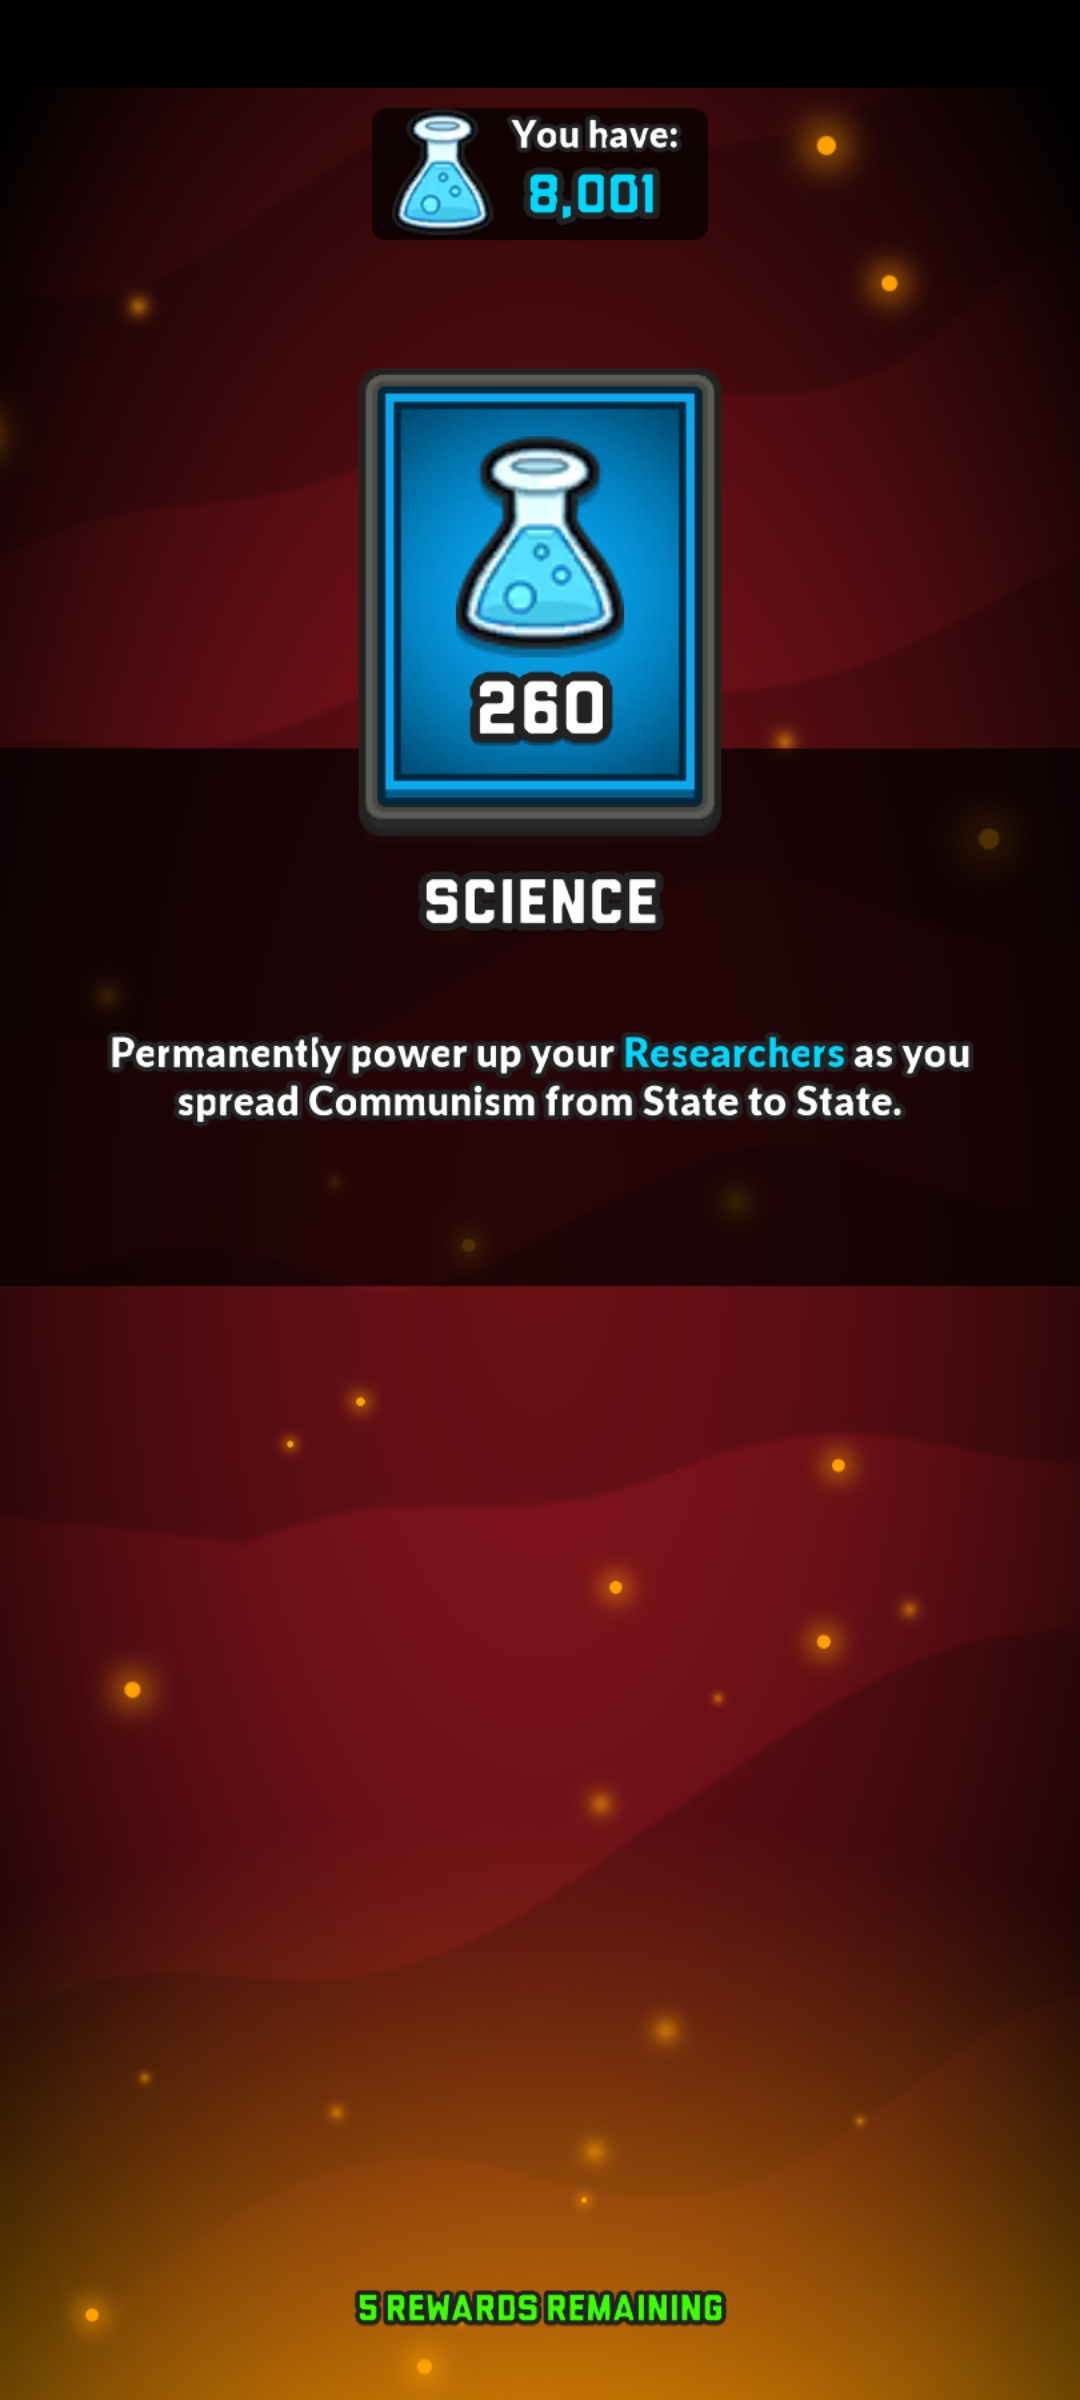 You have:
8,001
260
SCIENCE
Permanently power up your Researchers as you
spread Communism from State to State.
5 REWARDS REMAINING